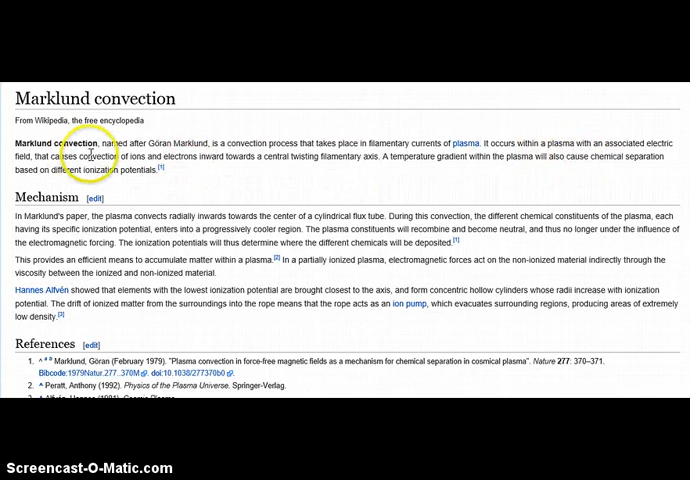 Marklund convection
From Wikipedia, the free encyclopedia
Marklund convection, named after Göran Marklund, is a convection process that takes place in filamentary currents of plasma. It occurs within a plasma with an associated electric
field, that causes convection of ions and electrons inward towards a central twisting filamentary axis. A temperature gradient within the plasma will also cause chemical separation
based on different ionization potentials.[1]
Mechanism [edit]
In Marklund's paper, the plasma convects radially inwards towards the center of a cylindrical flux tube. During this convection, the different chemical constituents of the plasma, each
having its specific ionization potential, enters into a progressively cooler region. The plasma constituents will recombine and become neutral, and thus no longer under the influence of
the electromagnetic forcing. The ionization potentials will thus determine where the different chemicals will be deposited.[1]
This provides an efficient means to accumulate matter within a plasma.[2] In a partially ionized plasma, electromagnetic forces act on the non-ionized material indirectly through the
viscosity between the ionized and non-ionized material.
Hannes Alfvén showed that elements with the lowest ionization potential are brought closest to the axis, and form concentric hollow cylinders whose radii increase with ionization
potential. The drift of ionized matter from the surroundings into the rope means that the rope acts as an ion pump, which evacuates surrounding regions, producing areas of extremely
low density.[3]
References [edit]
1. ^ a b Marklund, Göran (February 1979). "Plasma convection in force-free magnetic fields as a mechanism for chemical separation in cosmical plasma". Nature 277: 370–371.
Bibcode:1979Natur.277..370M. doi:10.1038/277370b0.
2. ^ Peratt, Anthony (1992). Physics of the Plasma Universe. Springer-Verlag.
Screencast-O-Matic.com